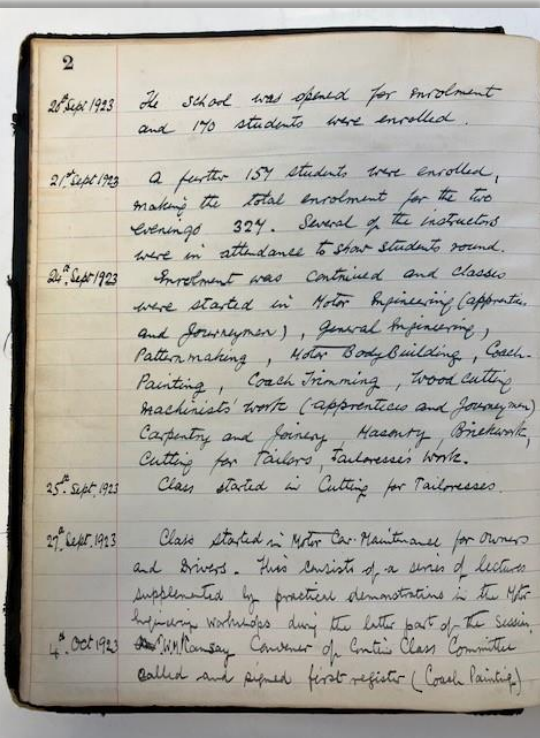 2
20th Sept 1923 The school was opened for enrolment
and 170 students were enrolled.
21st Sept 1923 A further 157 students were enrolled,
making the total enrolment for the two
evenings 327. Several of the instructors
were in attendance to show students round.
24th Sept 1923 Enrolment was continued and classes
were started in Motor Engineering (apprentices
and Journeymen), General Engineering,
Patternmaking, Motor Body Building, Coach-
Painting, Coach Trimming, Wood Cutting
Machinists' work (apprentices and Journeymen)
Carpentry and Joinery, Masonry, Brickwork,
Cutting for Tailors, Tailoresses work.
25th Sept. 1923 Class started in Cutting for Tailoresses.
27th Sept. 1923 Class started in Motor Car Maintenance for Owners
and Drivers. This consists of a series of lectures
supplemented by practical demonstrations in the Motor
Engineering workshops during the latter part of the Session.
4th Oct 1923 W.M. Ramsay Convener of Contin Class Committee
called and signed first register (Coach Painting)